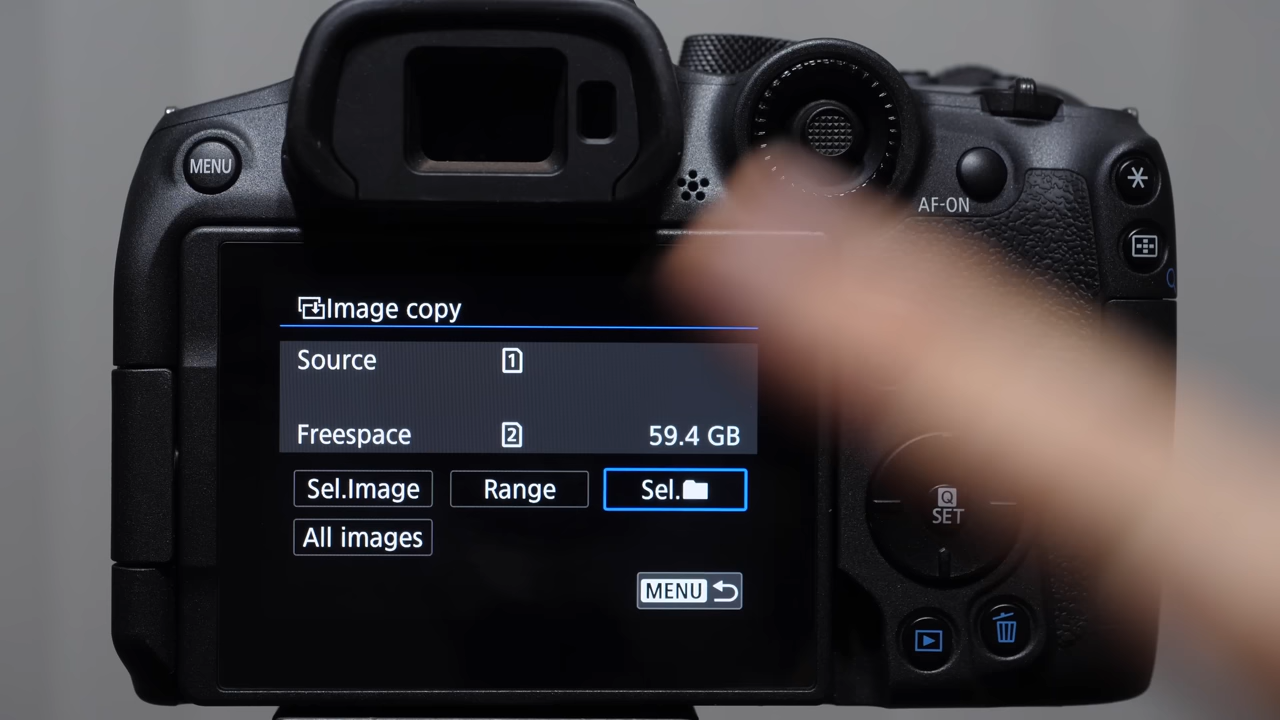 MENU
AF-ON
Image copy
Source 1
Freespace 2 59.4 GB
Sel.Image Range Sel.
All images
MENU
Q
SET